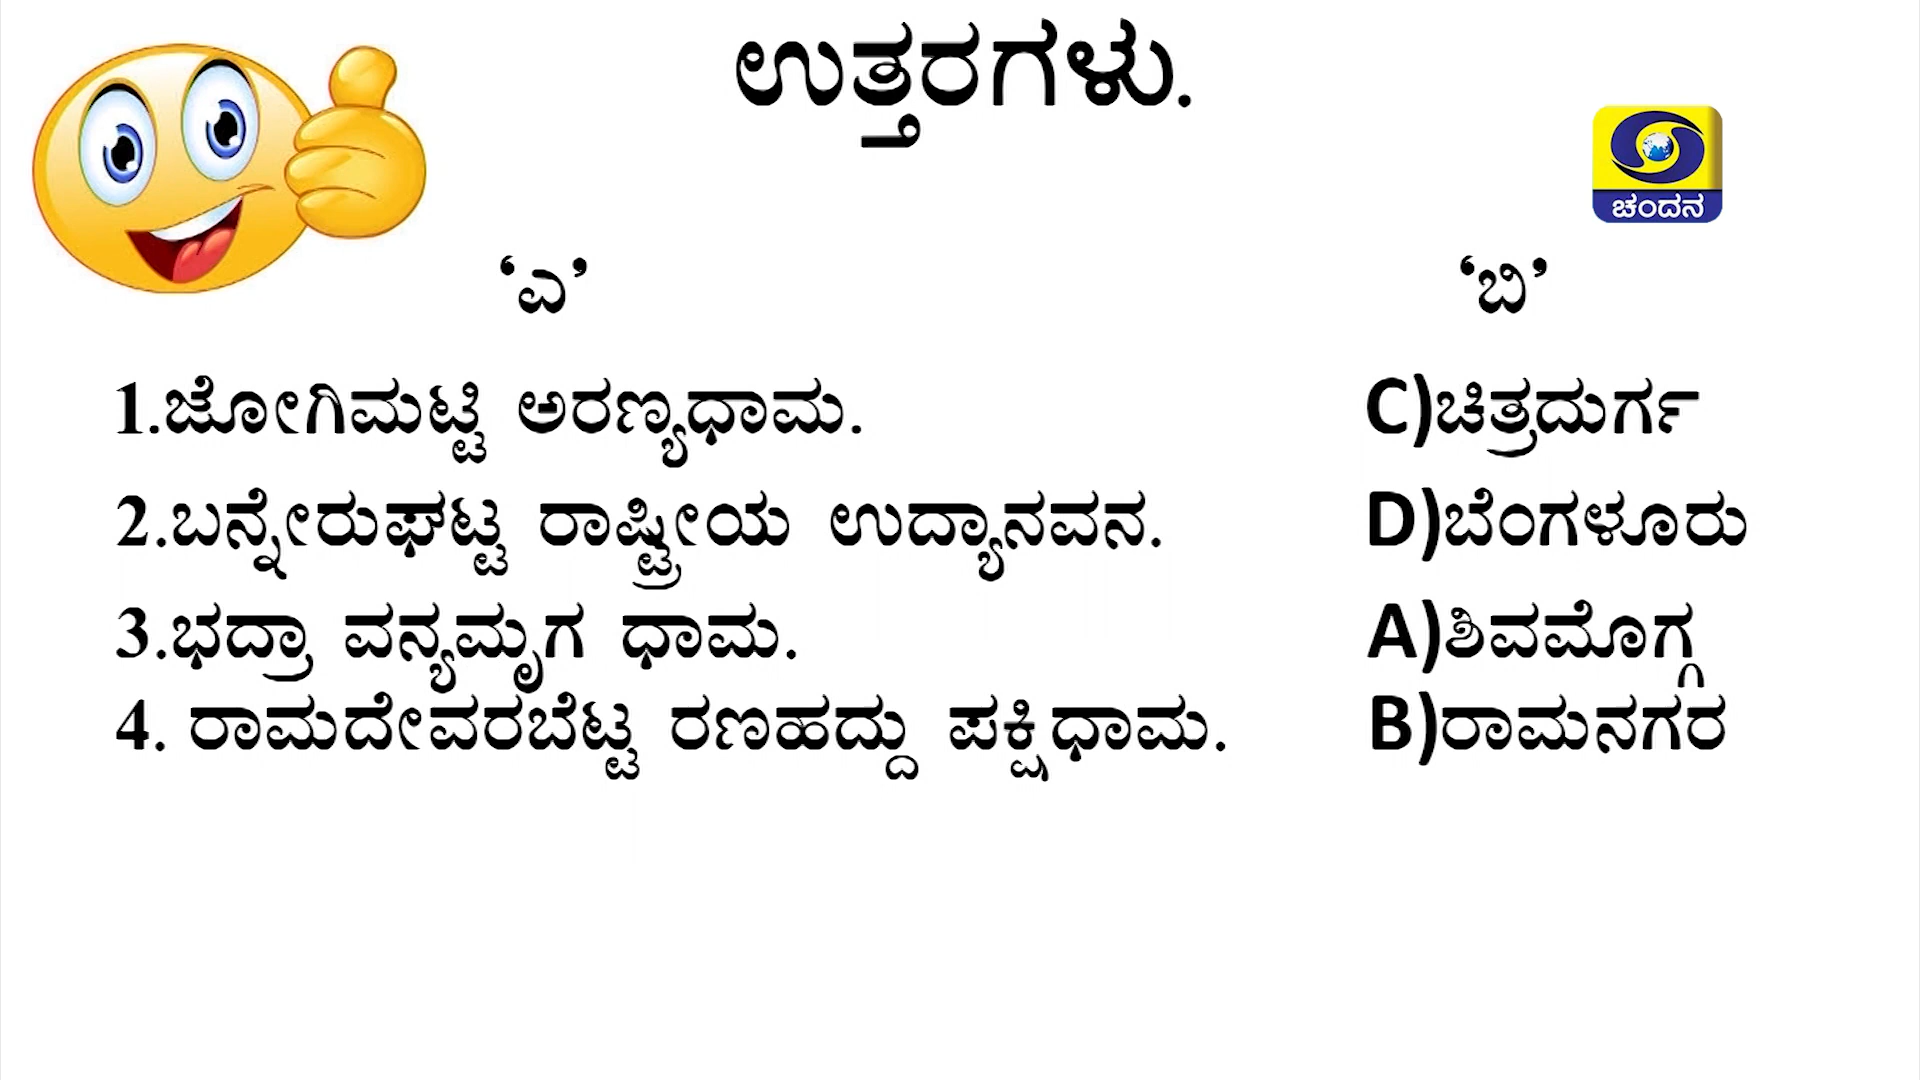 ಉತ್ತರಗಳು.
ಚಂದನ
‘ಎ’ ‘ಬಿ’
1.ಜೋಗಿಮಟ್ಟಿ ಅರಣ್ಯಧಾಮ. C)ಚಿತ್ರದುರ್ಗ
2.ಬನ್ನೇರುಘಟ್ಟ ರಾಷ್ಟ್ರೀಯ ಉದ್ಯಾನವನ. D)ಬೆಂಗಳೂರು
3.ಭದ್ರಾ ವನ್ಯಮೃಗ ಧಾಮ. A)ಶಿವಮೊಗ್ಗ
4. ರಾಮದೇವರಬೆಟ್ಟ ರಣಹದ್ದು ಪಕ್ಷಿಧಾಮ. B)ರಾಮನಗರ